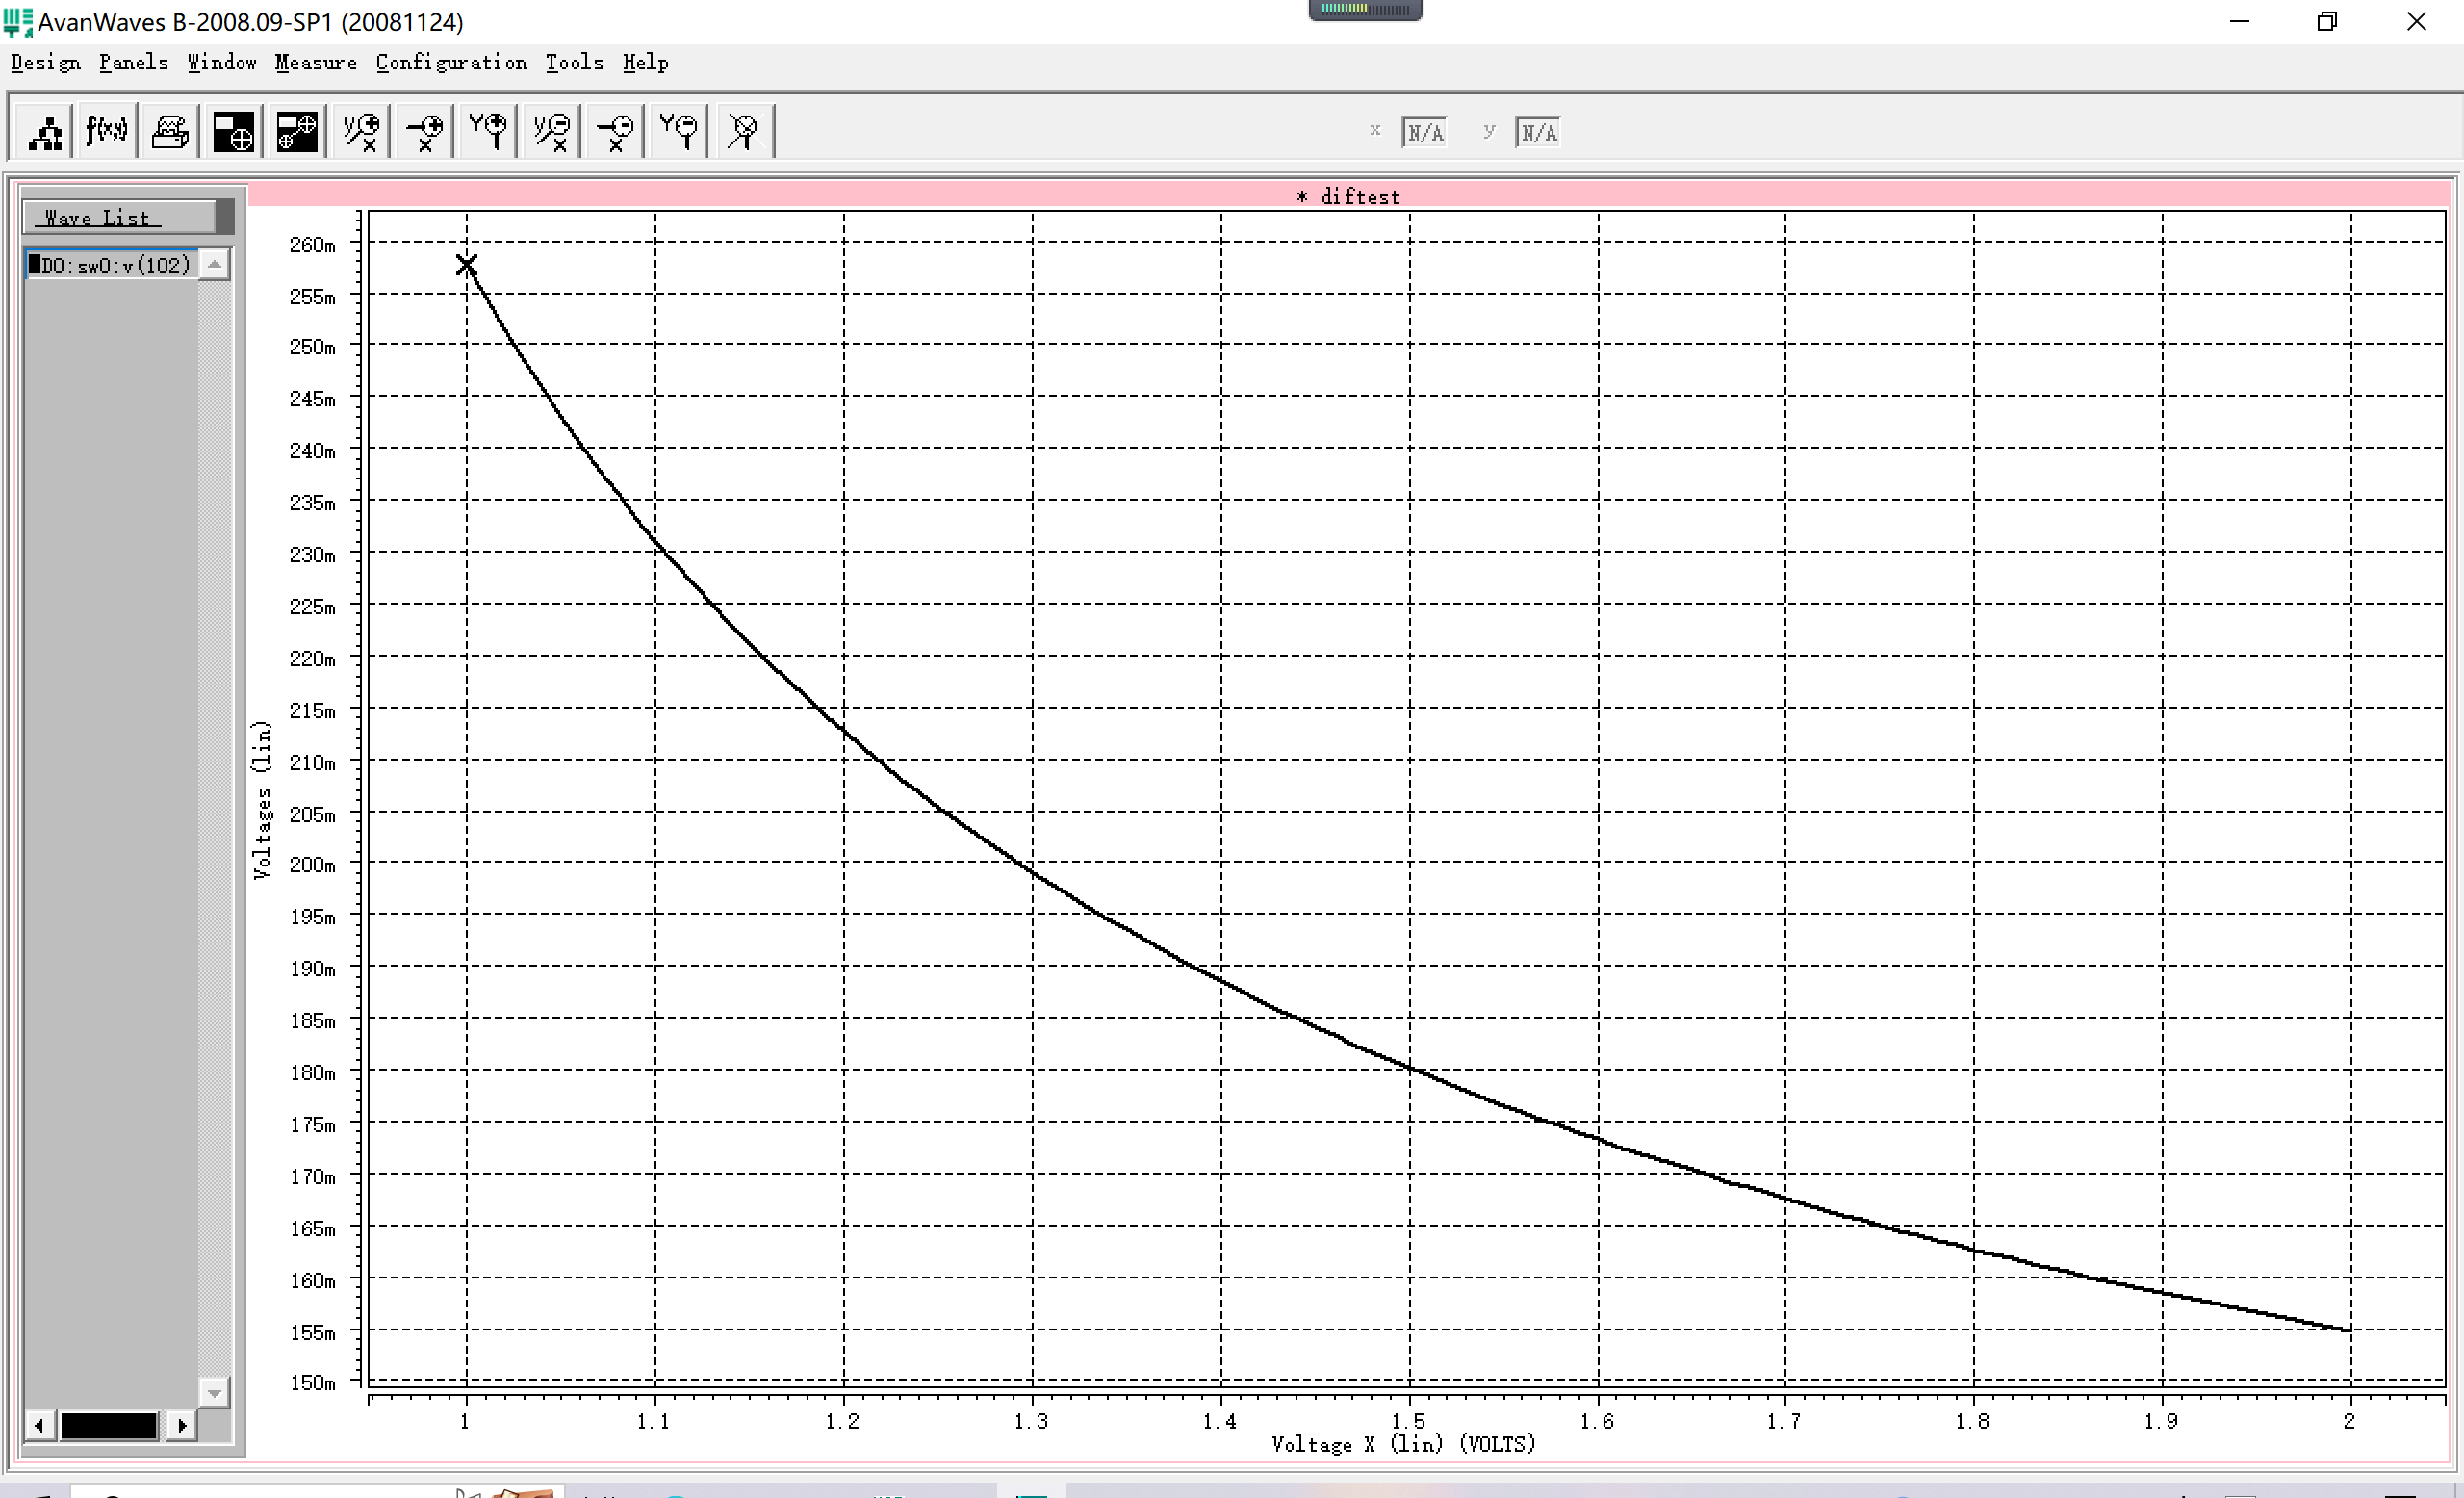 AvanWaves B-2008.09-SP1 (20081124)
Design Panels Window Measure Configuration Tools Help
f(x,y)
x N/A y N/A
* diftest
Wave List
D0:sw0:v(102)
Voltages (lin)
260m
255m
250m
245m
240m
235m
230m
225m
220m
215m
210m
205m
200m
195m
190m
185m
180m
175m
170m
165m
160m
155m
150m
1 1.1 1.2 1.3 1.4 1.5 1.6 1.7 1.8 1.9 2
Voltage X (lin) (VOLTS)